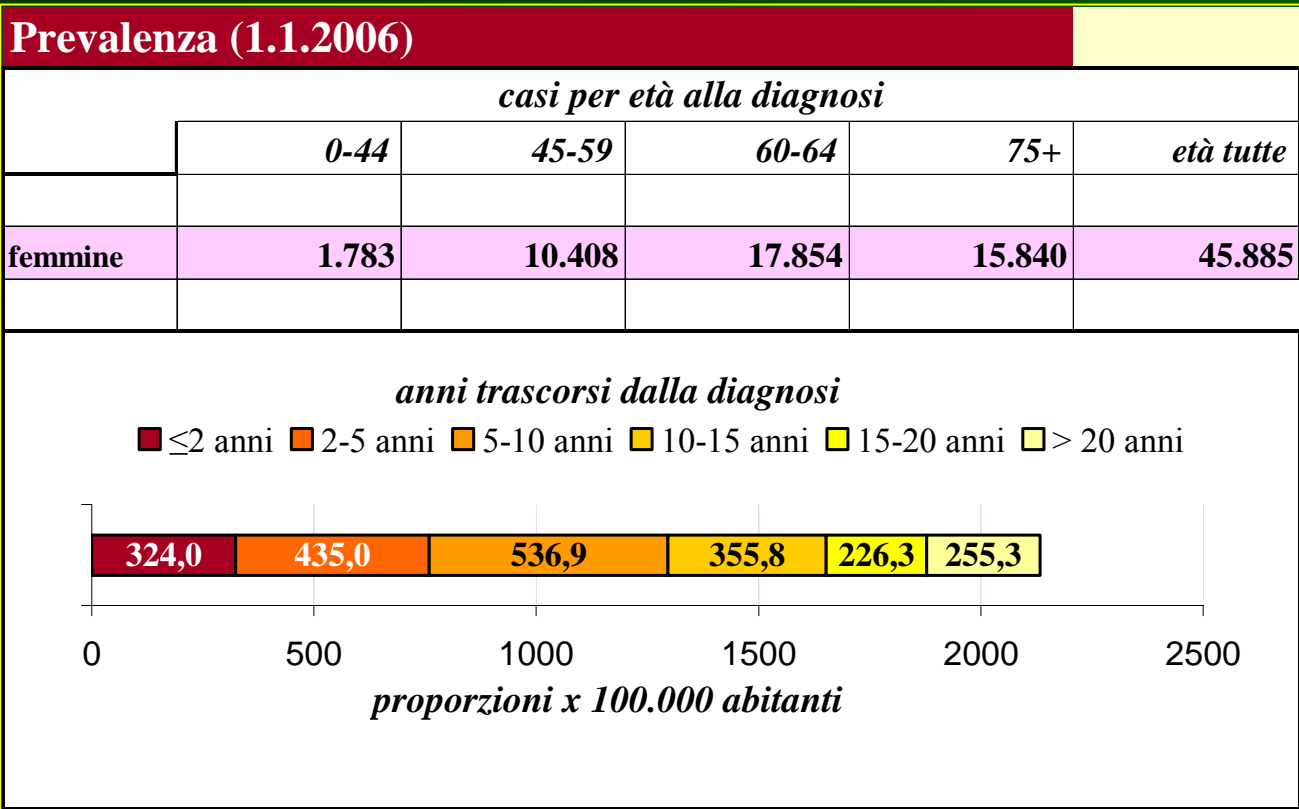 Prevalenza (1.1.2006)
casi per età alla diagnosi
0-44 45-59 60-64 75+ età tutte
femmine 1.783 10.408 17.854 15.840 45.885
anni trascorsi dalla diagnosi
≤2 anni 2-5 anni 5-10 anni 10-15 anni 15-20 anni > 20 anni
324,0 435,0 536,9 355,8 226,3 255,3
0 500 1000 1500 2000 2500
proporzioni x 100.000 abitanti